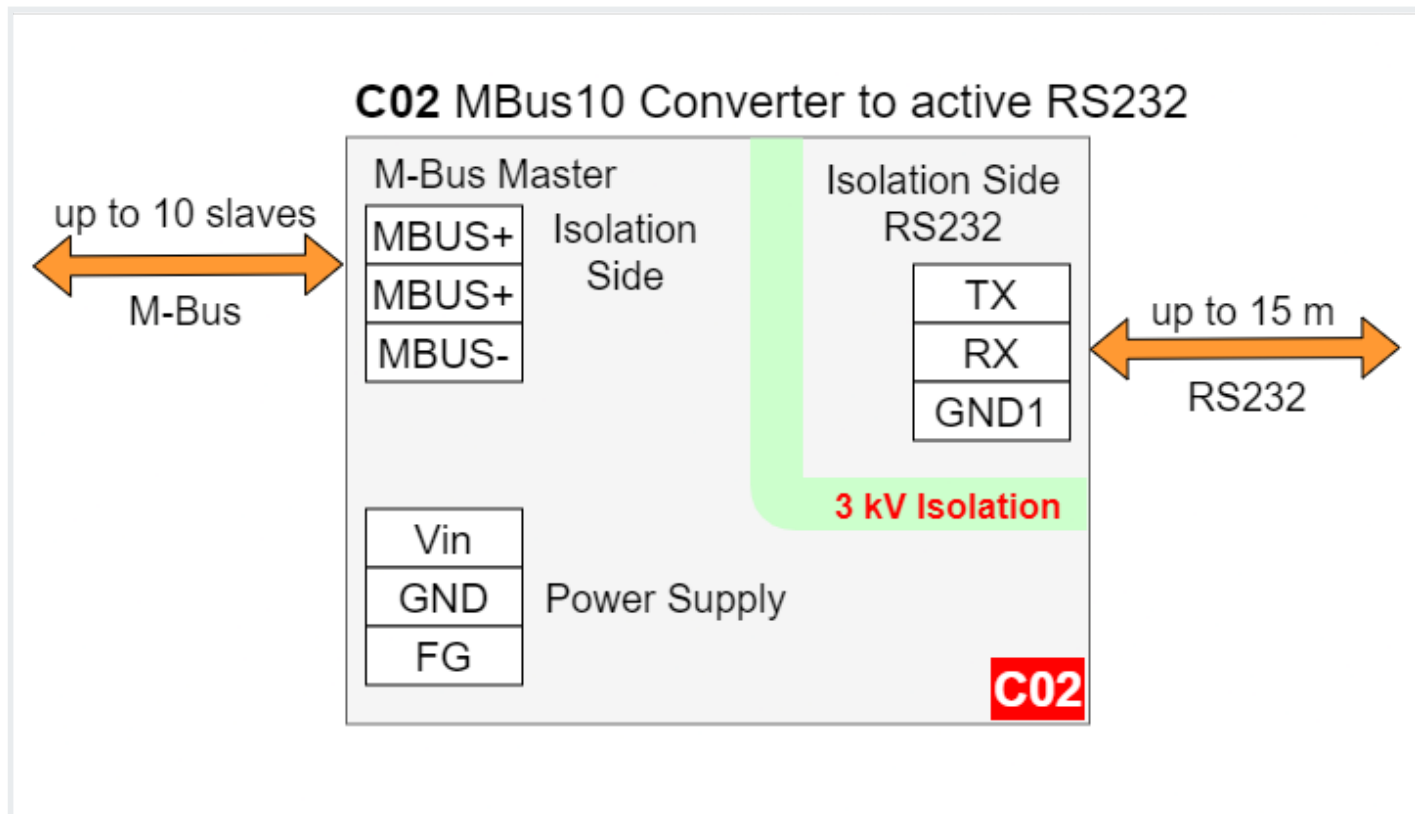 C02 MBus10 Converter to active RS232
M-Bus Master
Isolation Side
RS232
up to 10 slaves
M-Bus
MBUS+
MBUS+
MBUS-
Isolation
Side
TX
RX
GND1
up to 15 m
RS232
3 kV Isolation
Vin
GND
FG
Power Supply
C02